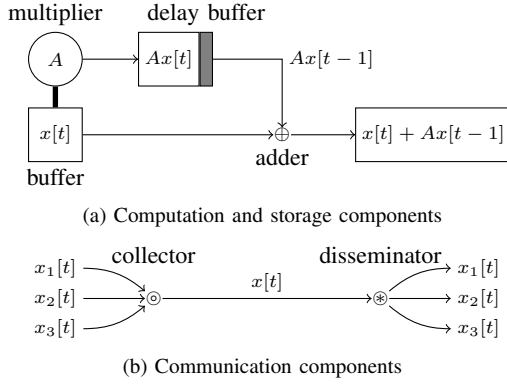 multiplier delay buffer
A Ax[t] Ax[t − 1]
x[t] ⊕ x[t] + Ax[t − 1]
buffer adder
(a) Computation and storage components
collector disseminator
x₁[t] x[t] x₁[t]
x₂[t] ⊚ ⊛ x₂[t]
x₃[t] x₃[t]
(b) Communication components